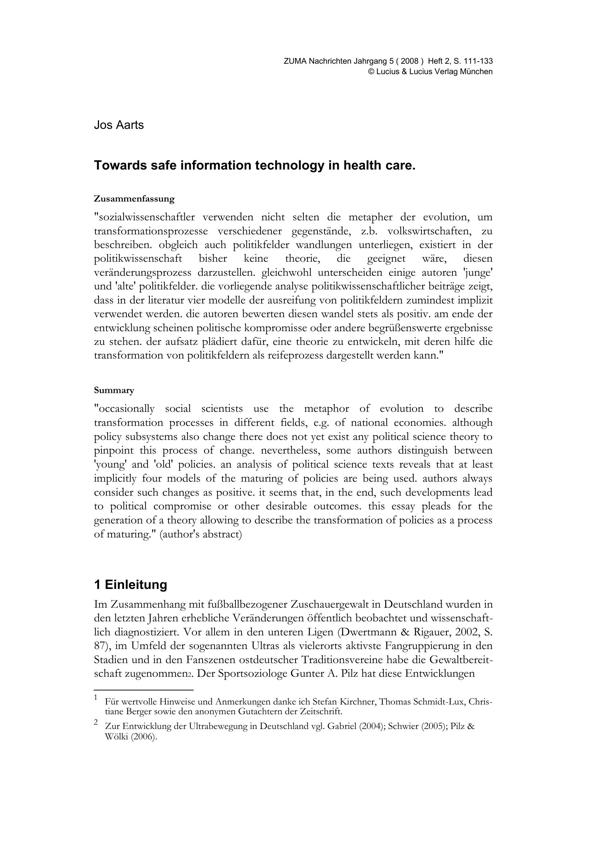 ZUMA Nachrichten Jahrgang 5 ( 2008 ) Heft 2, S. 111-133
© Lucius & Lucius Verlag München
Jos Aarts
Towards safe information technology in health care.
Zusammenfassung
"sozialwissenschaftler verwenden nicht selten die metapher der evolution, um
transformationsprozesse verschiedener gegenstände, z.b. volkswirtschaften, zu
beschreiben. obgleich auch politikfelder wandlungen unterliegen, existiert in der
politikwissenschaft bisher keine theorie, die geeignet wäre, diesen
veränderungsprozess darzustellen. gleichwohl unterscheiden einige autoren 'junge'
und 'alte' politikfelder. die vorliegende analyse politikwissenschaftlicher beiträge zeigt,
dass in der literatur vier modelle der ausreifung von politikfeldern zumindest implizit
verwendet werden. die autoren bewerten diesen wandel stets als positiv. am ende der
entwicklung scheinen politische kompromisse oder andere begrüßenswerte ergebnisse
zu stehen. der aufsatz plädiert dafür, eine theorie zu entwickeln, mit deren hilfe die
transformation von politikfeldern als reifeprozess dargestellt werden kann."
Summary
"occasionally social scientists use the metaphor of evolution to describe
transformation processes in different fields, e.g. of national economies. although
policy subsystems also change there does not yet exist any political science theory to
pinpoint this process of change. nevertheless, some authors distinguish between
'young' and 'old' policies. an analysis of political science texts reveals that at least
implicitly four models of the maturing of policies are being used. authors always
consider such changes as positive. it seems that, in the end, such developments lead
to political compromise or other desirable outcomes. this essay pleads for the
generation of a theory allowing to describe the transformation of policies as a process
of maturing." (author's abstract)
1 Einleitung
Im Zusammenhang mit fußballbezogener Zuschauergewalt in Deutschland wurden in
den letzten Jahren erhebliche Veränderungen öffentlich beobachtet und wissenschaft-
lich diagnostiziert. Vor allem in den unteren Ligen (Dwertmann & Rigauer, 2002, S.
87), im Umfeld der sogenannten Ultras als vielerorts aktivste Fangruppierung in den
Stadien und in den Fanszenen ostdeutscher Traditionsvereine habe die Gewaltbereit-
schaft zugenommen2. Der Sportsoziologe Gunter A. Pilz hat diese Entwicklungen
1 Für wertvolle Hinweise und Anmerkungen danke ich Stefan Kirchner, Thomas Schmidt-Lux, Chris-
tiane Berger sowie den anonymen Gutachtern der Zeitschrift.
2 Zur Entwicklung der Ultrabewegung in Deutschland vgl. Gabriel (2004); Schwier (2005); Pilz &
Wölki (2006).